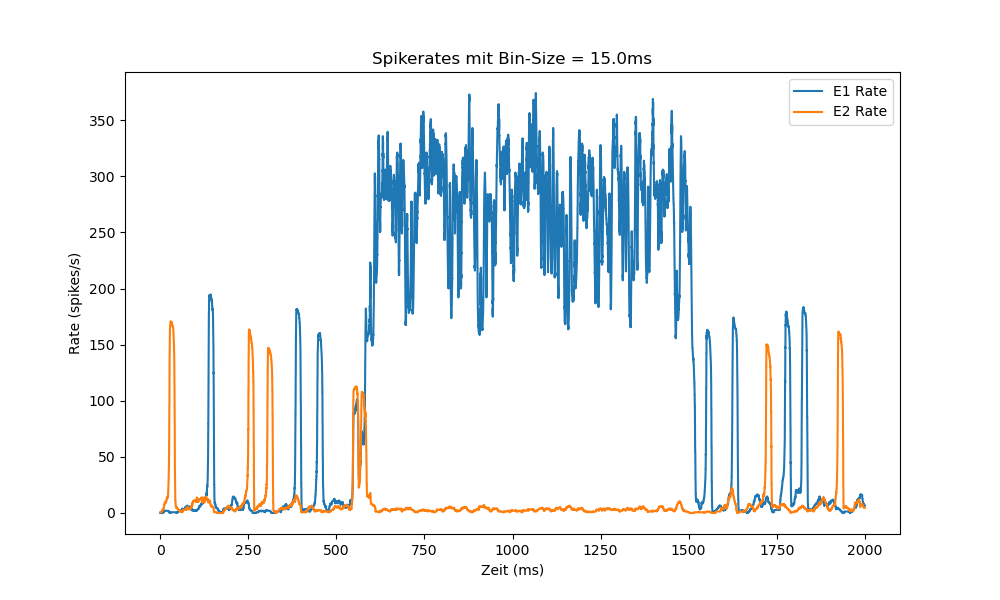 Spikerates mit Bin-Size = 15.0ms
E1 Rate
E2 Rate
Rate (spikes/s)
350
300
250
200
150
100
50
0
0 250 500 750 1000 1250 1500 1750 2000
Zeit (ms)